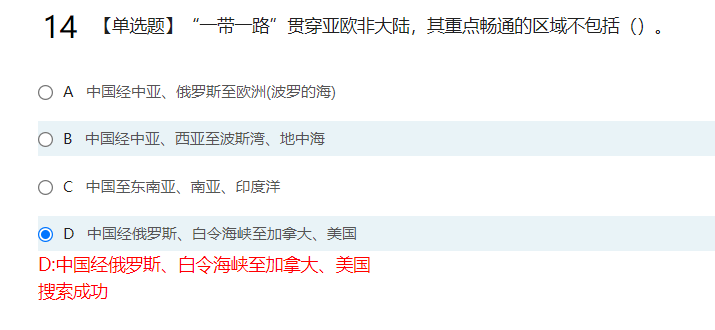 14 【单选题】“一带一路”贯穿亚欧非大陆，其重点畅通的区域不包括（）。
A 中国经中亚、俄罗斯至欧洲(波罗的海)
B 中国经中亚、西亚至波斯湾、地中海
C 中国至东南亚、南亚、印度洋
D 中国经俄罗斯、白令海峡至加拿大、美国
D:中国经俄罗斯、白令海峡至加拿大、美国
搜索成功